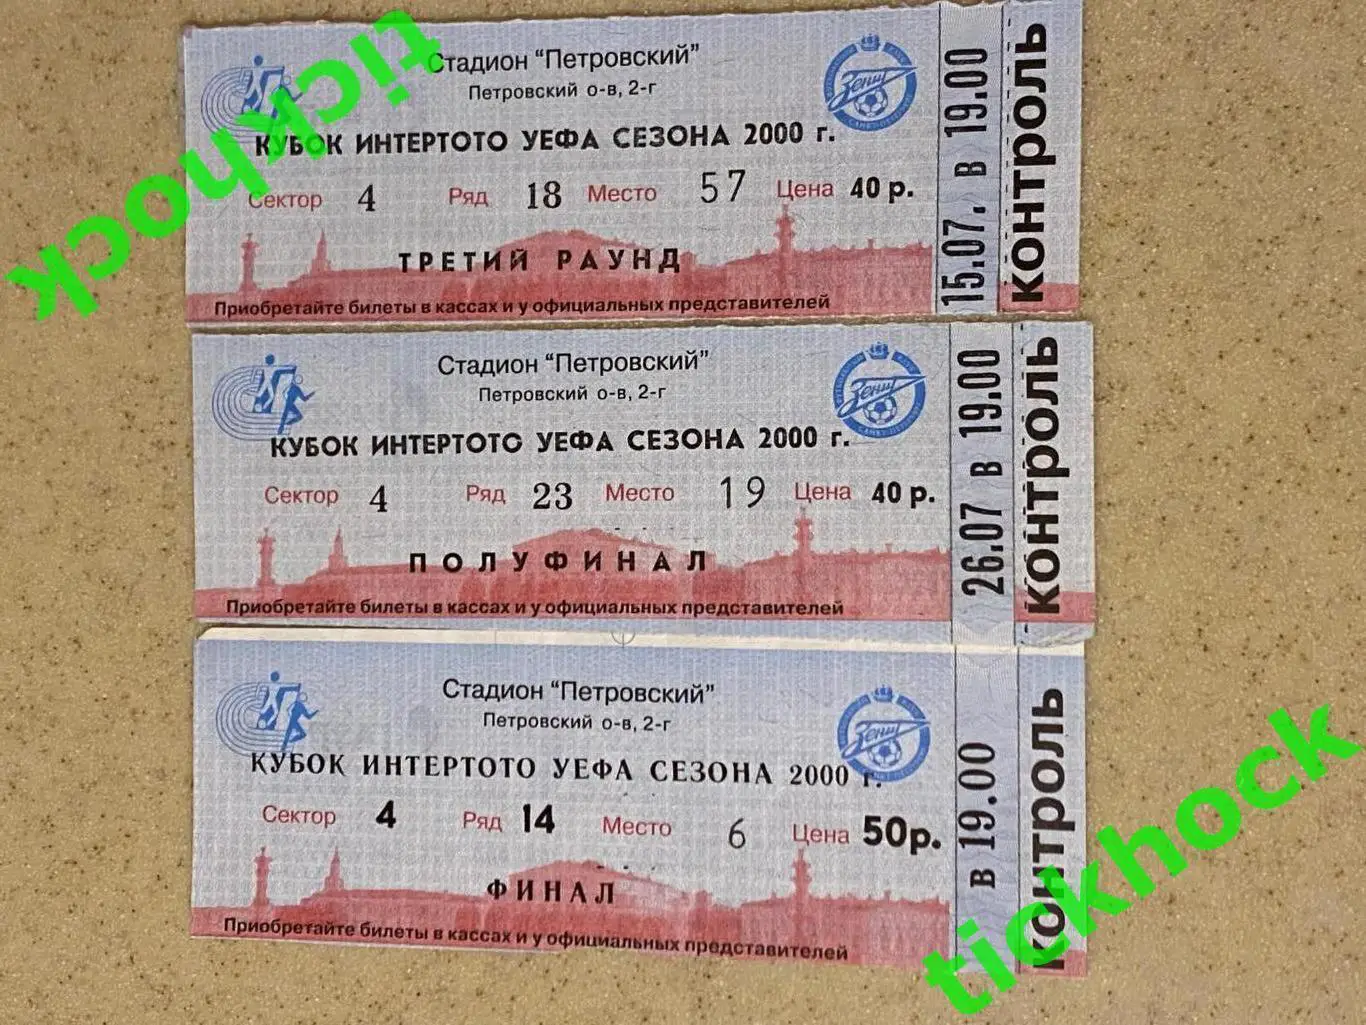 tickhock
Стадион "Петровский"
Петровский о-в, 2-г
КУБОК ИНТЕРТОТО УЕФА СЕЗОНА 2000 г.
Сектор 4 Ряд 18 Место 57 Цена 40 р.
ТРЕТИЙ РАУНД
Приобретайте билеты в кассах и у официальных представителей
Зенит
15.07. В 19.00
КОНТРОЛЬ
Стадион "Петровский"
Петровский о-в, 2-г
КУБОК ИНТЕРТОТО УЕФА СЕЗОНА 2000 г.
Сектор 4 Ряд 23 Место 19 Цена 40 р.
ПОЛУФИНАЛ
Приобретайте билеты в кассах и у официальных представителей
Зенит
26.07 В 19.00
КОНТРОЛЬ
Стадион "Петровский"
Петровский о-в, 2-г
КУБОК ИНТЕРТОТО УЕФА СЕЗОНА 2000 г.
Сектор 4 Ряд 14 Место 6 Цена 50р.
ФИНАЛ
Приобретайте билеты в кассах и у официальных представителей
Зенит
В 19.00
КОНТРОЛЬ
tickhock